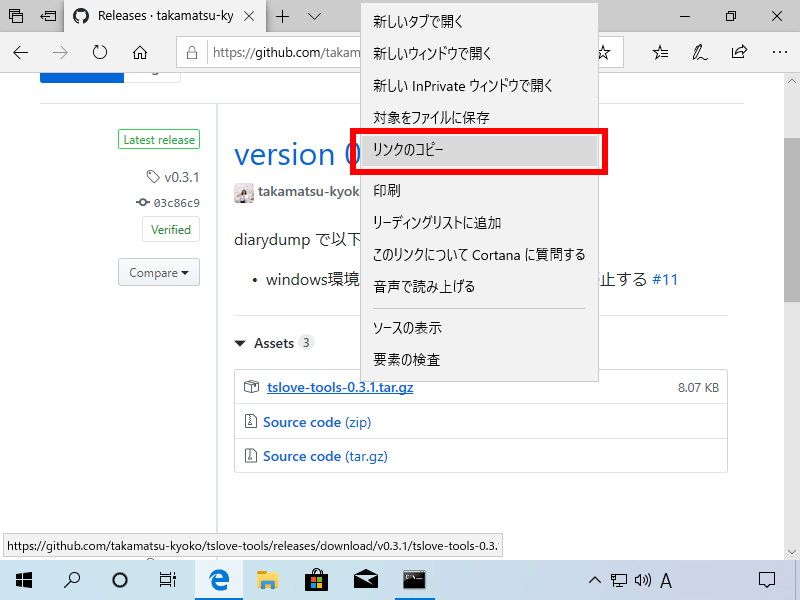 Releases · takamatsu-ky
https://github.com/takam
新しいタブで開く
新しいウィンドウで開く
新しい InPrivate ウィンドウで開く
対象をファイルに保存
リンクのコピー
印刷
リーディングリストに追加
このリンクについて Cortana に質問する
音声で読み上げる
ソースの表示
要素の検査
Latest release
v0.3.1
03c86c9
Verified
Compare
version 0
takamatsu-kyok
diarydump で以下
• windows環境
止する #11
Assets 3
tslove-tools-0.3.1.tar.gz 8.07 KB
Source code (zip)
Source code (tar.gz)
https://github.com/takamatsu-kyoko/tslove-tools/releases/download/v0.3.1/tslove-tools-0.3.
A